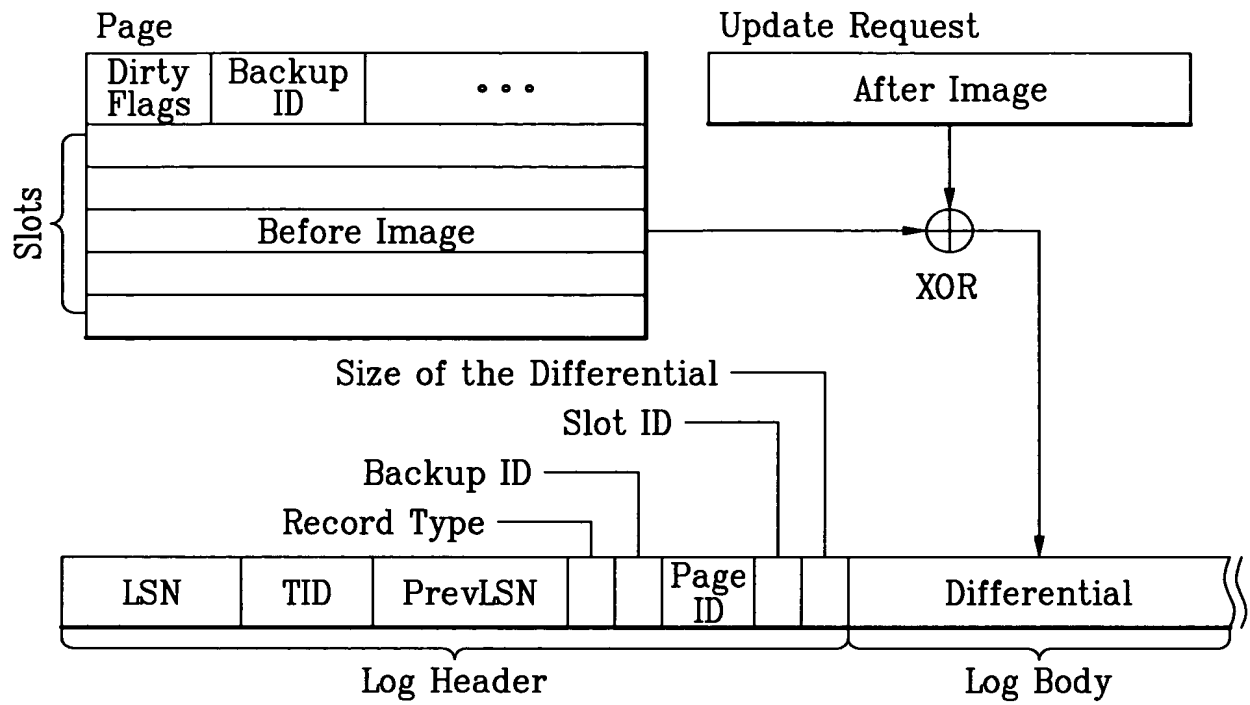 Page
Update Request
Dirty
Flags
Backup
ID
After Image
Slots
Before Image
XOR
Size of the Differential
Slot ID
Backup ID
Record Type
LSN
TID
PrevLSN
Page
ID
Differential
Log Header
Log Body